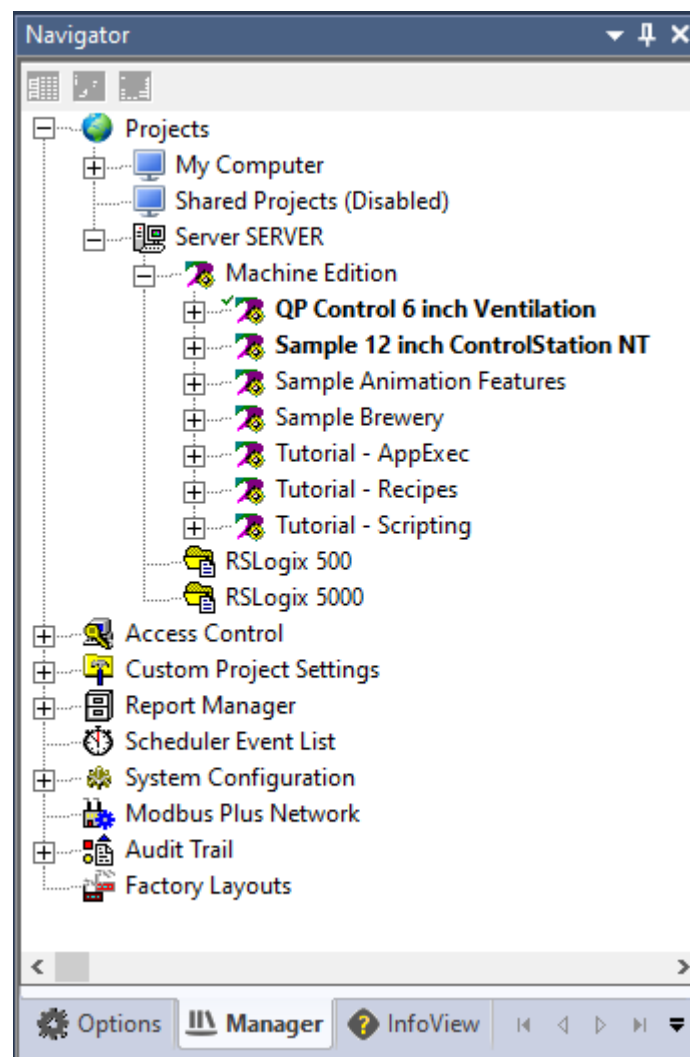 Navigator
Projects
My Computer
Shared Projects (Disabled)
Server SERVER
Machine Edition
QP Control 6 inch Ventilation
Sample 12 inch ControlStation NT
Sample Animation Features
Sample Brewery
Tutorial - AppExec
Tutorial - Recipes
Tutorial - Scripting
RSLogix 500
RSLogix 5000
Access Control
Custom Project Settings
Report Manager
Scheduler Event List
System Configuration
Modbus Plus Network
Audit Trail
Factory Layouts
Options Manager InfoView